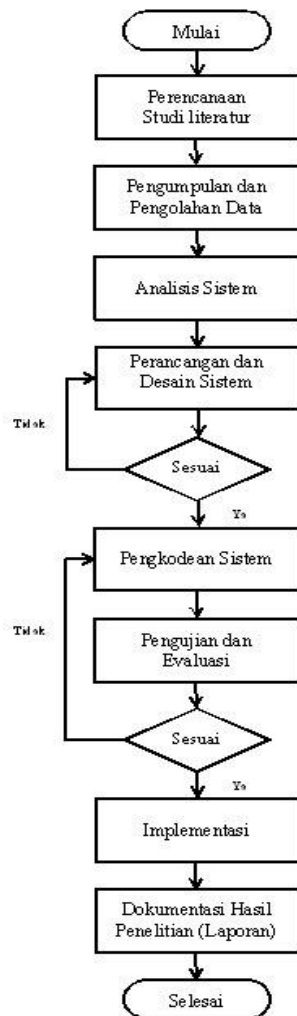 Mulai
Perencanaan
Studi literatur
Pengumpulan dan
Pengolahan Data
Analisis Sistem
Perancangan dan
Desain Sistem
Tidak
Sesuai
Ya
Pengkodean Sistem
Tidak
Pengujian dan
Evaluasi
Sesuai
Ya
Implementasi
Dokumentasi Hasil
Penelitian (Laporan)
Selesai